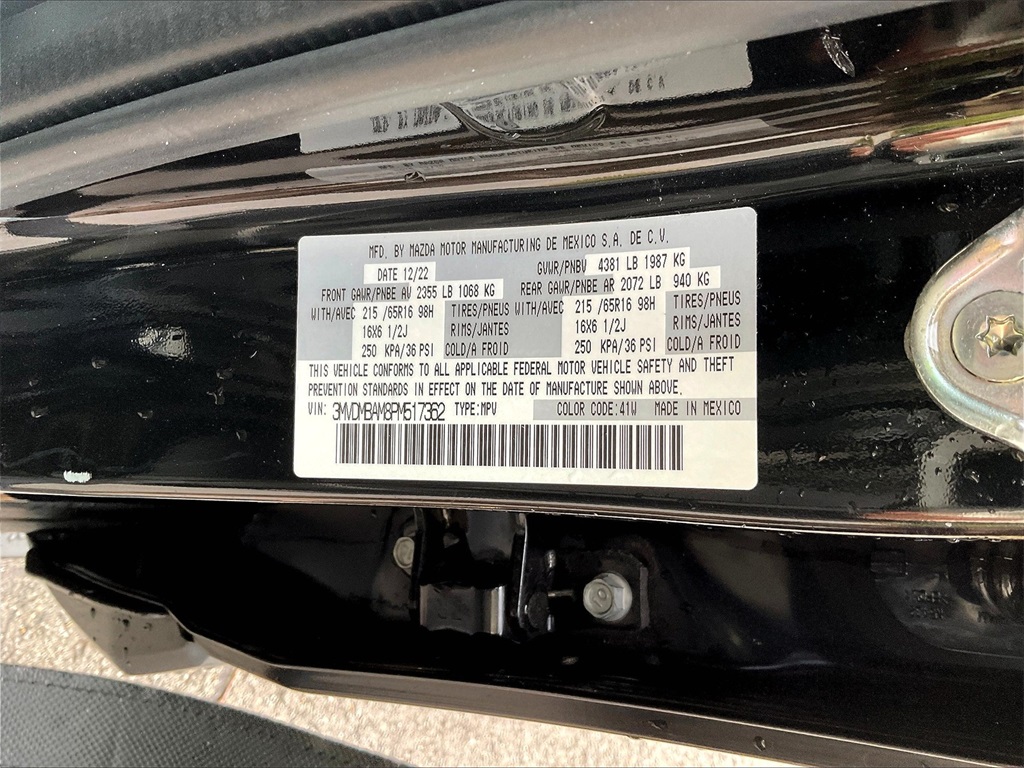 MFD. BY MAZDA MOTOR MANUFACTURING DE MEXICO S.A. DE C.V.
DATE 12/22 GVWR/PNBV 4381 LB 1987 KG
FRONT GAWR/PNBE AV 2355 LB 1068 KG REAR GAWR/PNBE AR 2072 LB 940 KG
WITH/AVEC 215 /65R16 98H TIRES/PNEUS WITH/AVEC 215 /65R16 98H TIRES/PNEUS
16X6 1/2J RIMS/JANTES 16X6 1/2J RIMS/JANTES
250 KPA/36 PSI COLD/A FROID 250 KPA/36 PSI COLD/A FROID
THIS VEHICLE CONFORMS TO ALL APPLICABLE FEDERAL MOTOR VEHICLE SAFETY AND THEFT
PREVENTION STANDARDS IN EFFECT ON THE DATE OF MANUFACTURE SHOWN ABOVE.
VIN: 3MVDMBAM8PM517362 TYPE:MPV COLOR CODE:41W MADE IN MEXICO